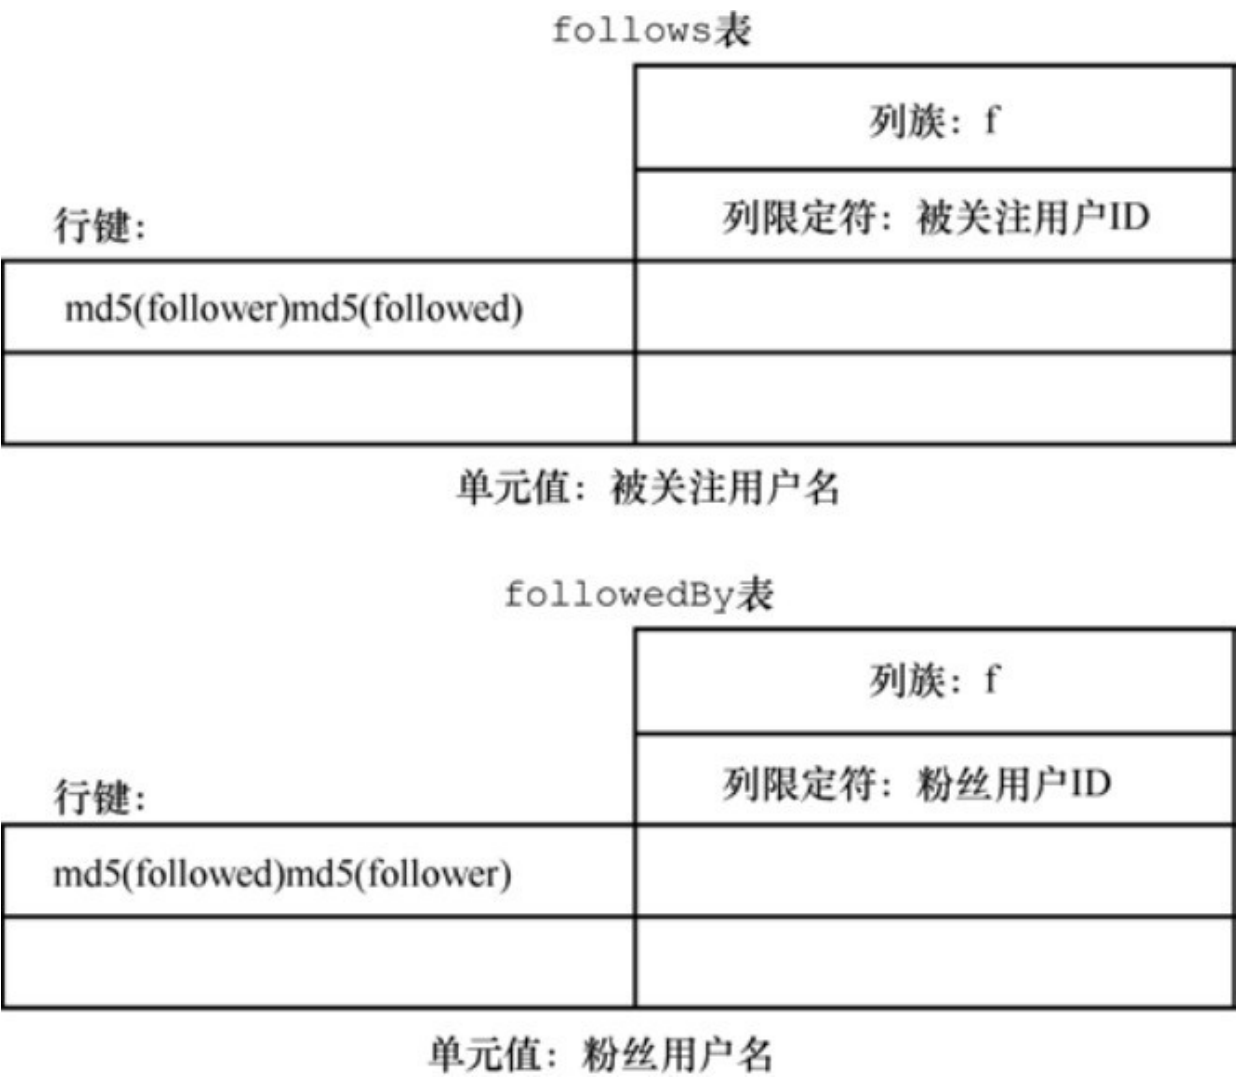 follows表
列族：f
行键：
列限定符：被关注用户ID
md5(follower)md5(followed)
单元值：被关注用户名
followedBy表
列族：f
行键：
列限定符：粉丝用户ID
md5(followed)md5(follower)
单元值：粉丝用户名